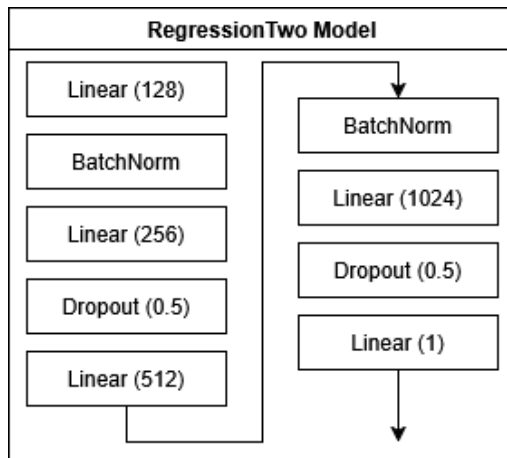 RegressionTwo Model
Linear (128)
BatchNorm
Linear (256)
Dropout (0.5)
Linear (512)
BatchNorm
Linear (1024)
Dropout (0.5)
Linear (1)